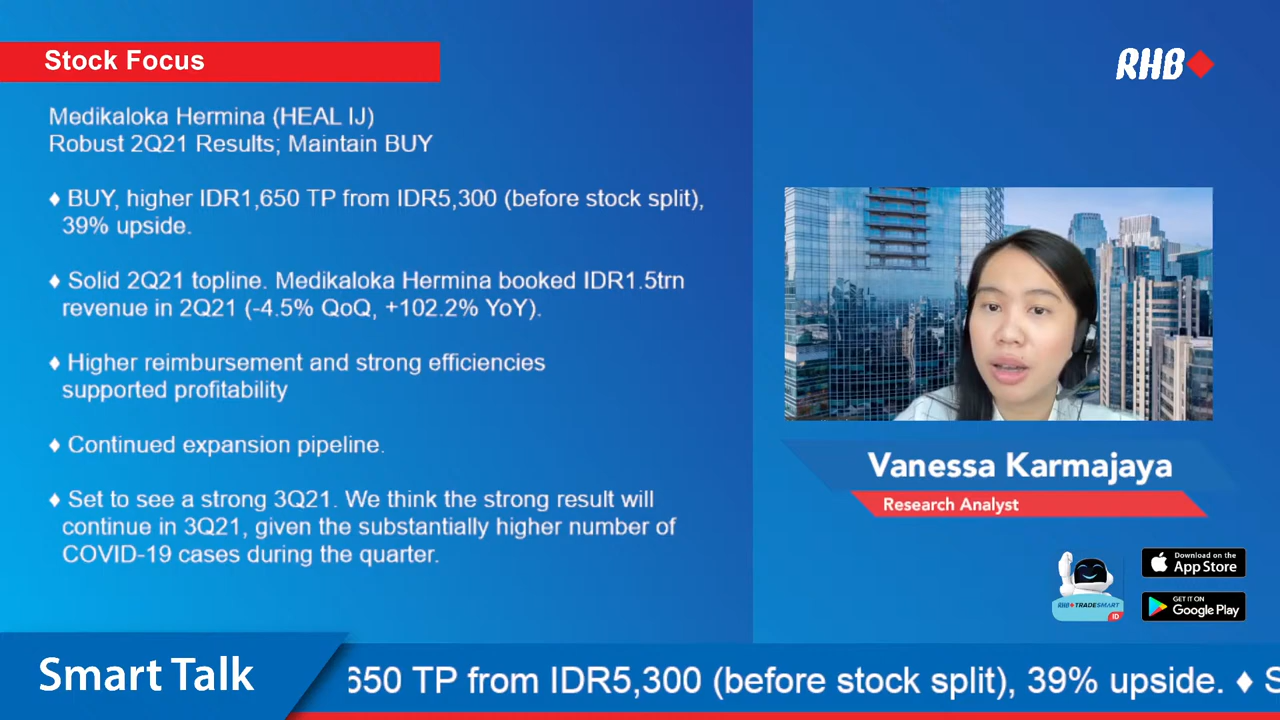 Stock Focus
RHB
Medikaloka Hermina (HEAL IJ)
Robust 2Q21 Results; Maintain BUY
♦ BUY, higher IDR1,650 TP from IDR5,300 (before stock split),
39% upside.
♦ Solid 2Q21 topline. Medikaloka Hermina booked IDR1.5trn
revenue in 2Q21 (-4.5% QoQ, +102.2% YoY).
♦ Higher reimbursement and strong efficiencies
supported profitability
♦ Continued expansion pipeline.
♦ Set to see a strong 3Q21. We think the strong result will
continue in 3Q21, given the substantially higher number of
COVID-19 cases during the quarter.
Vanessa Karmajaya
Research Analyst
RHB TRADESMART
ID
Download on the
App Store
GET IT ON
Google Play
Smart Talk
650 TP from IDR5,300 (before stock split), 39% upside. ♦ S